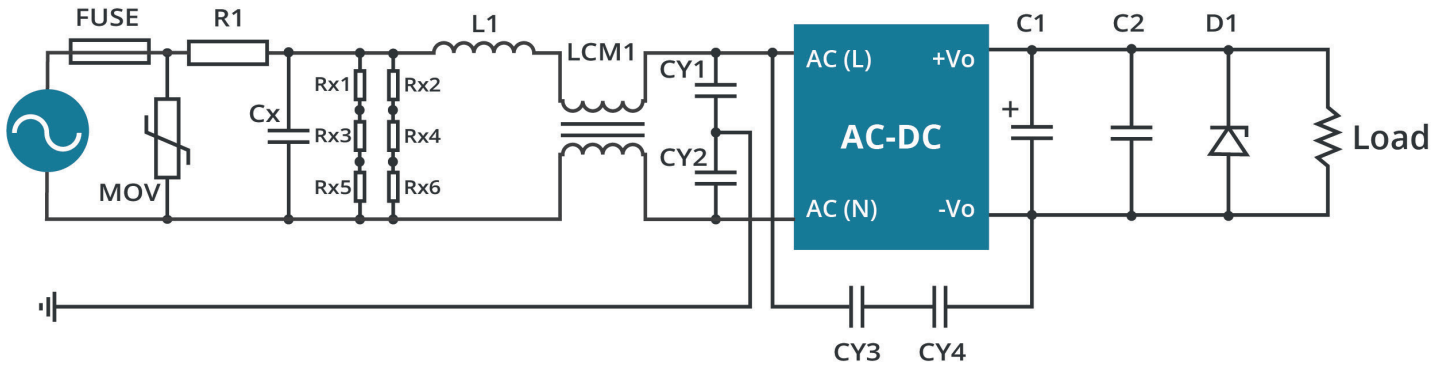 FUSE
R1
L1
LCM1
CY1
C1
C2
D1
AC (L)
+Vo
Rx1
Rx2
Cx
+
Rx3
Rx4
AC-DC
Load
CY2
MOV
Rx5
Rx6
AC (N)
-Vo
CY3
CY4